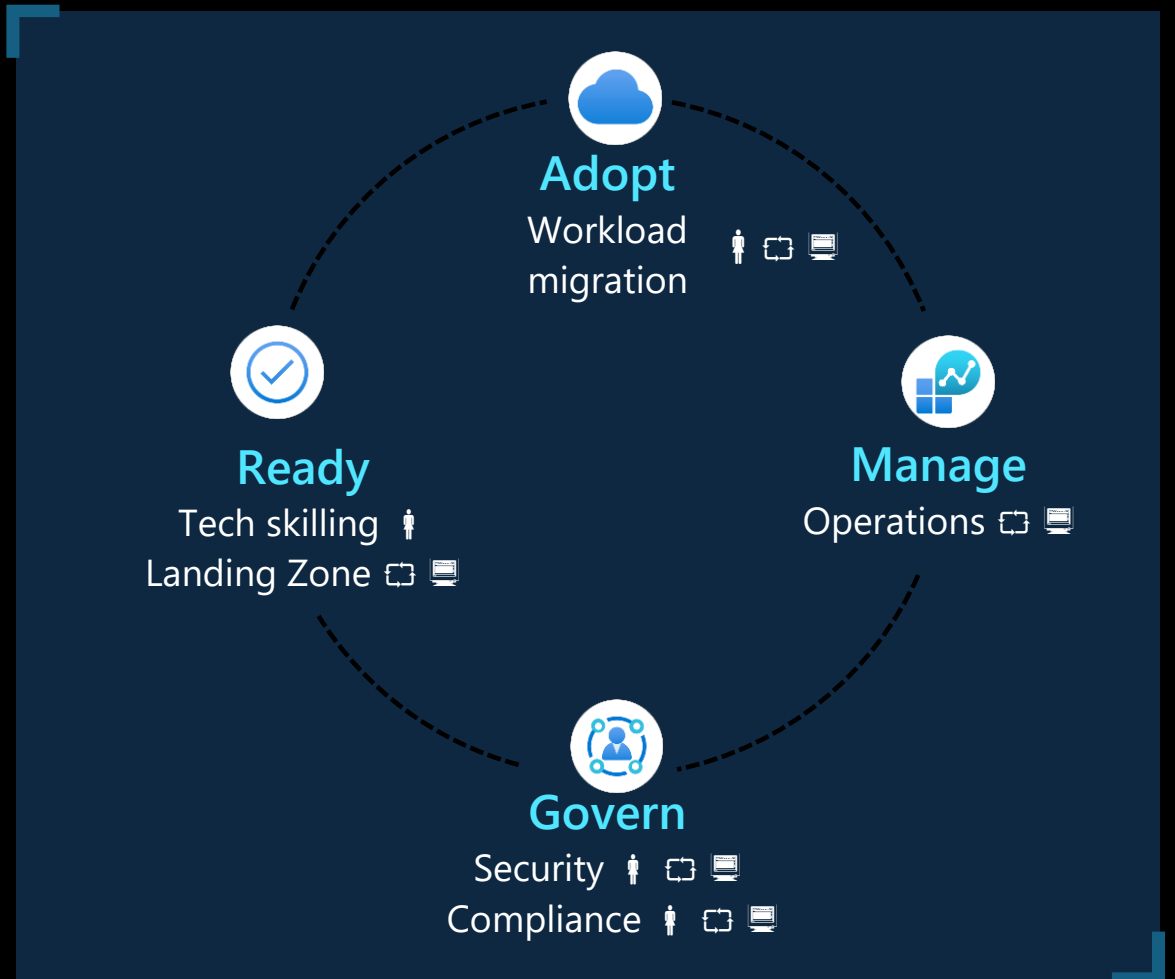 Adopt
Workload
migration
Ready
Tech skilling
Landing Zone
Manage
Operations
Govern
Security
Compliance